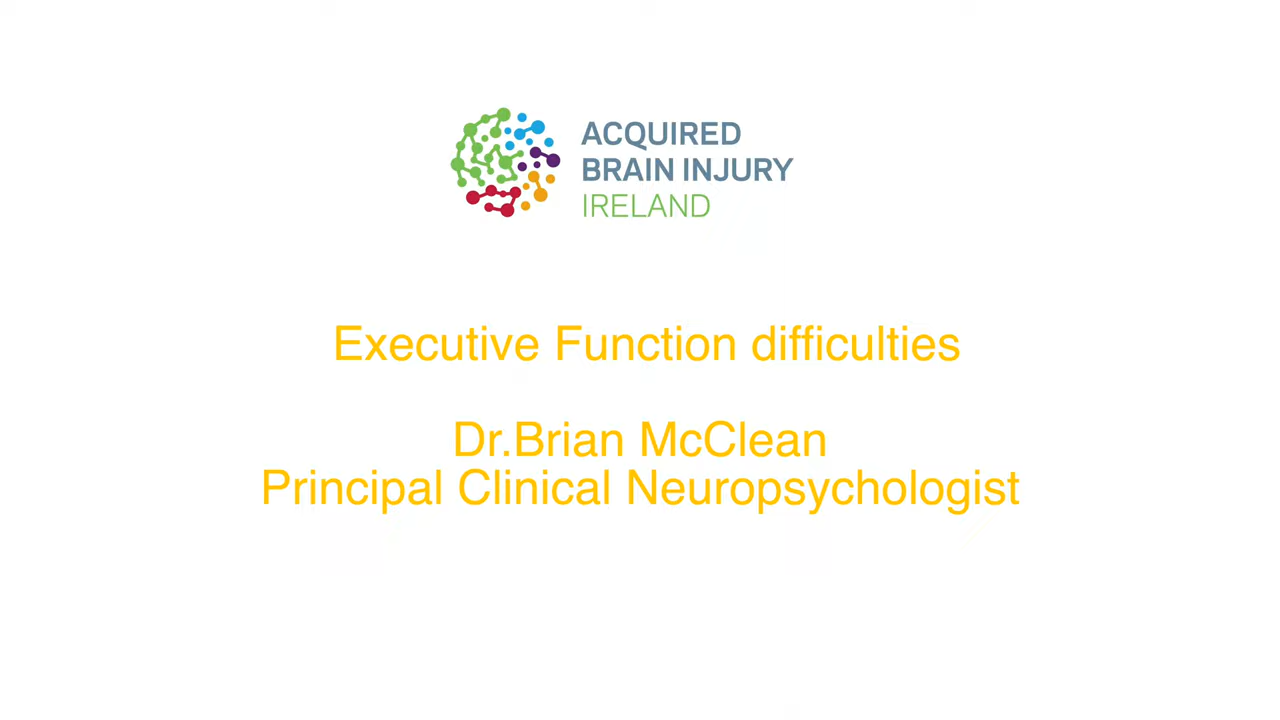 ACQUIRED
BRAIN INJURY
IRELAND
Executive Function difficulties
Dr.Brian McClean
Principal Clinical Neuropsychologist